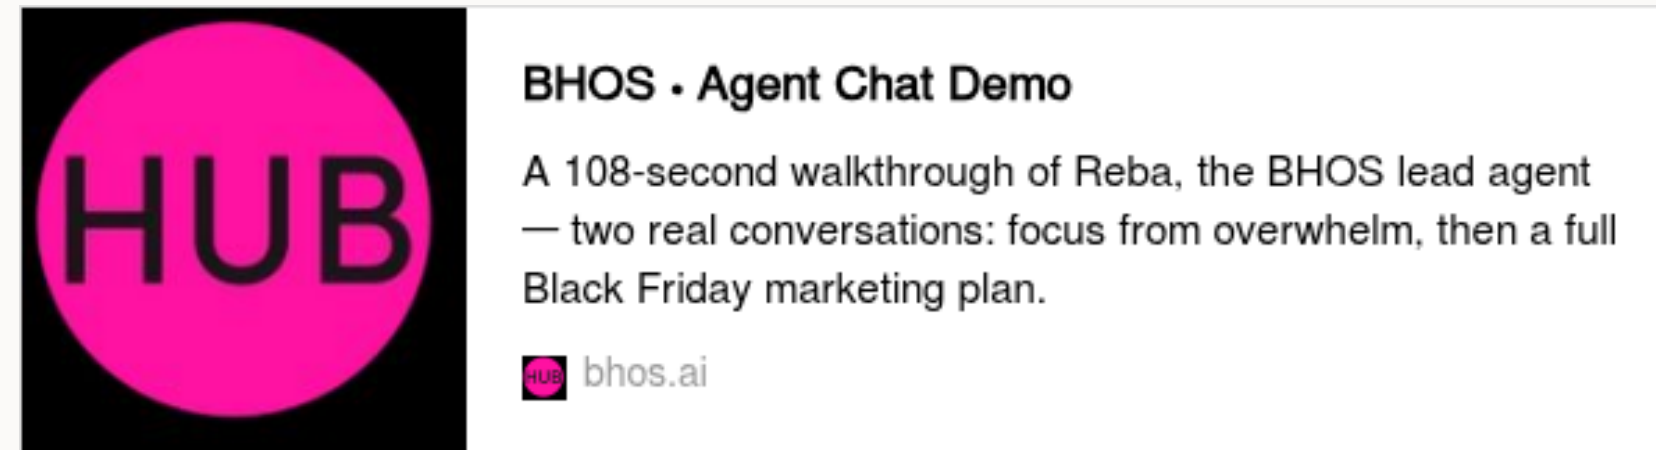 HUB
BHOS • Agent Chat Demo
A 108-second walkthrough of Reba, the BHOS lead agent
— two real conversations: focus from overwhelm, then a full
Black Friday marketing plan.
HUB bhos.ai